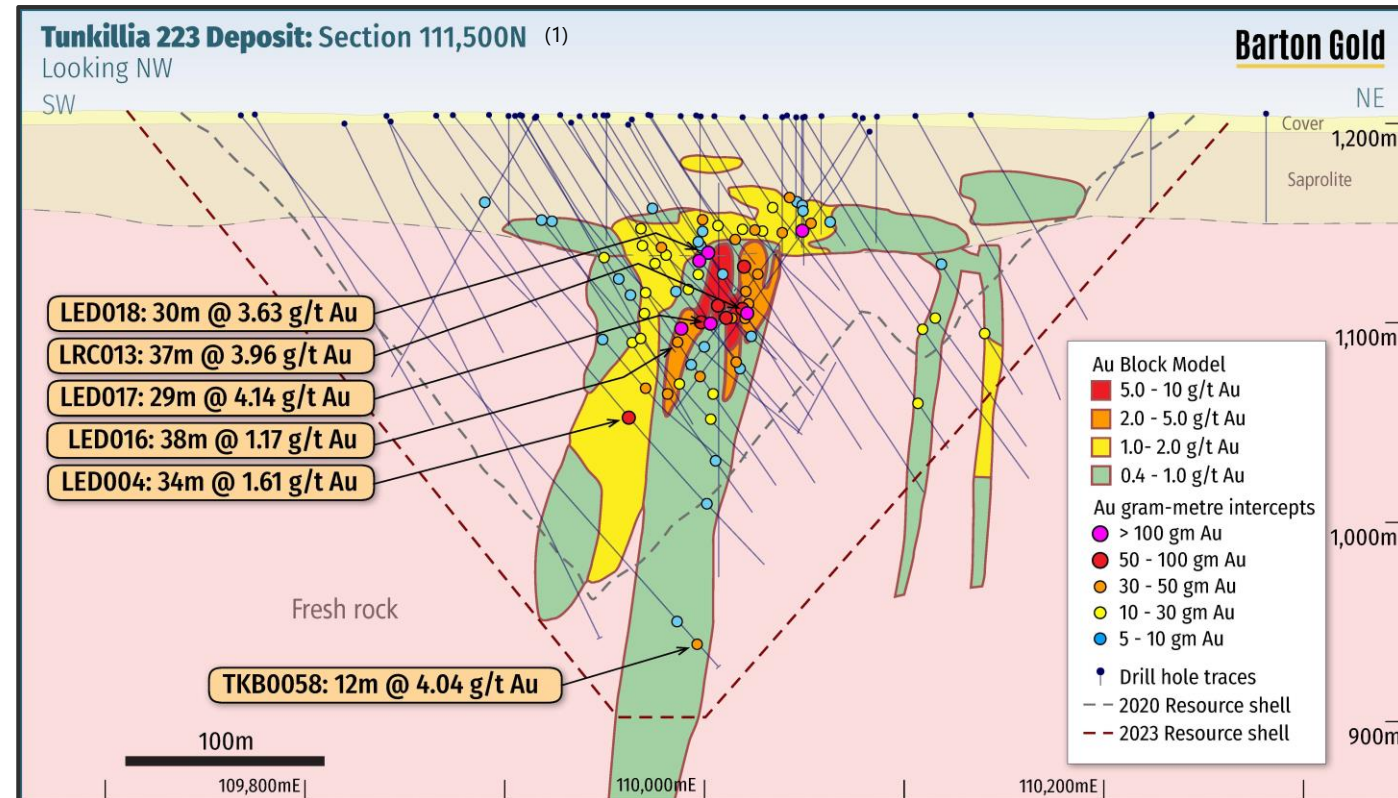 Tunkillia 223 Deposit: Section 111,500N (1)
Barton Gold
Looking NW
SW
NE
Cover
1,200m
Saprolite
LED018: 30m @ 3.63 g/t Au
LRC013: 37m @ 3.96 g/t Au
LED017: 29m @ 4.14 g/t Au
LED016: 38m @ 1.17 g/t Au
LED004: 34m @ 1.61 g/t Au
1,100m
Au Block Model
5.0 - 10 g/t Au
2.0 - 5.0 g/t Au
1.0- 2.0 g/t Au
0.4 - 1.0 g/t Au
Au gram-metre intercepts
> 100 gm Au
50 - 100 gm Au
30 - 50 gm Au
10 - 30 gm Au
5 - 10 gm Au
Drill hole traces
2020 Resource shell
2023 Resource shell
1,000m
Fresh rock
TKB0058: 12m @ 4.04 g/t Au
900m
100m
109,800mE
110,000mE
110,200mE